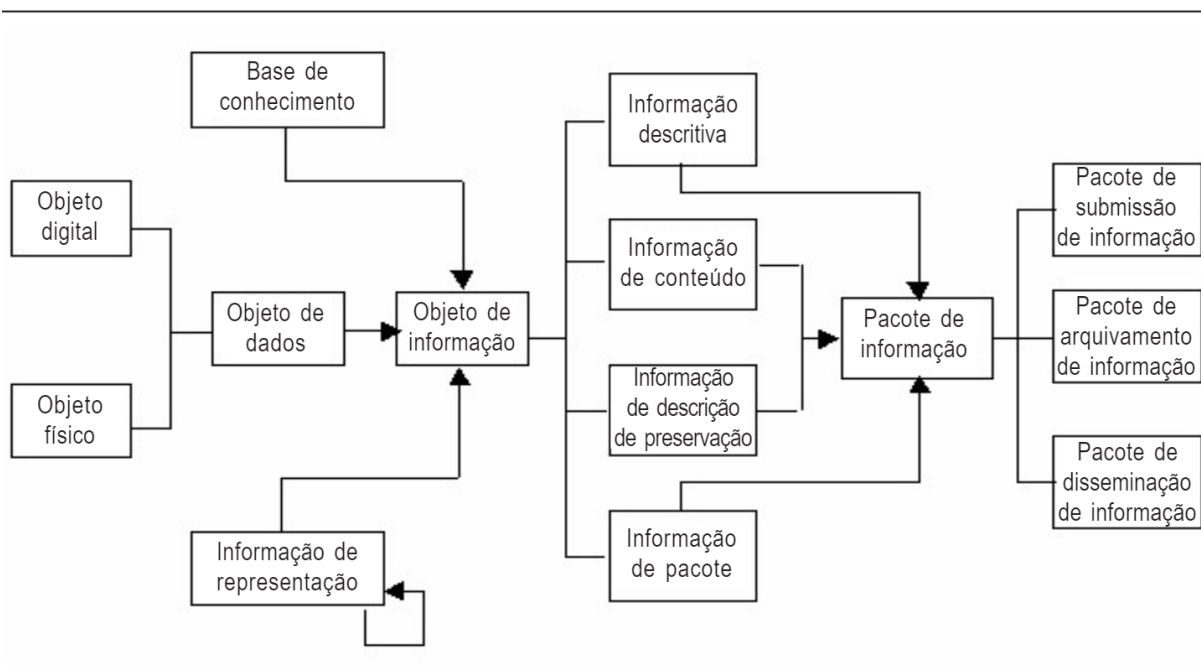 Base de
conhecimento
Objeto
digital
Objeto
físico
Objeto de
dados
Objeto de
informação
Informação de
representação
Informação
descritiva
Informação
de conteúdo
Informação
de descrição
de preservação
Informação
de pacote
Pacote de
informação
Pacote de
submissão
de informação
Pacote de
arquivamento
de informação
Pacote de
disseminação
de informação